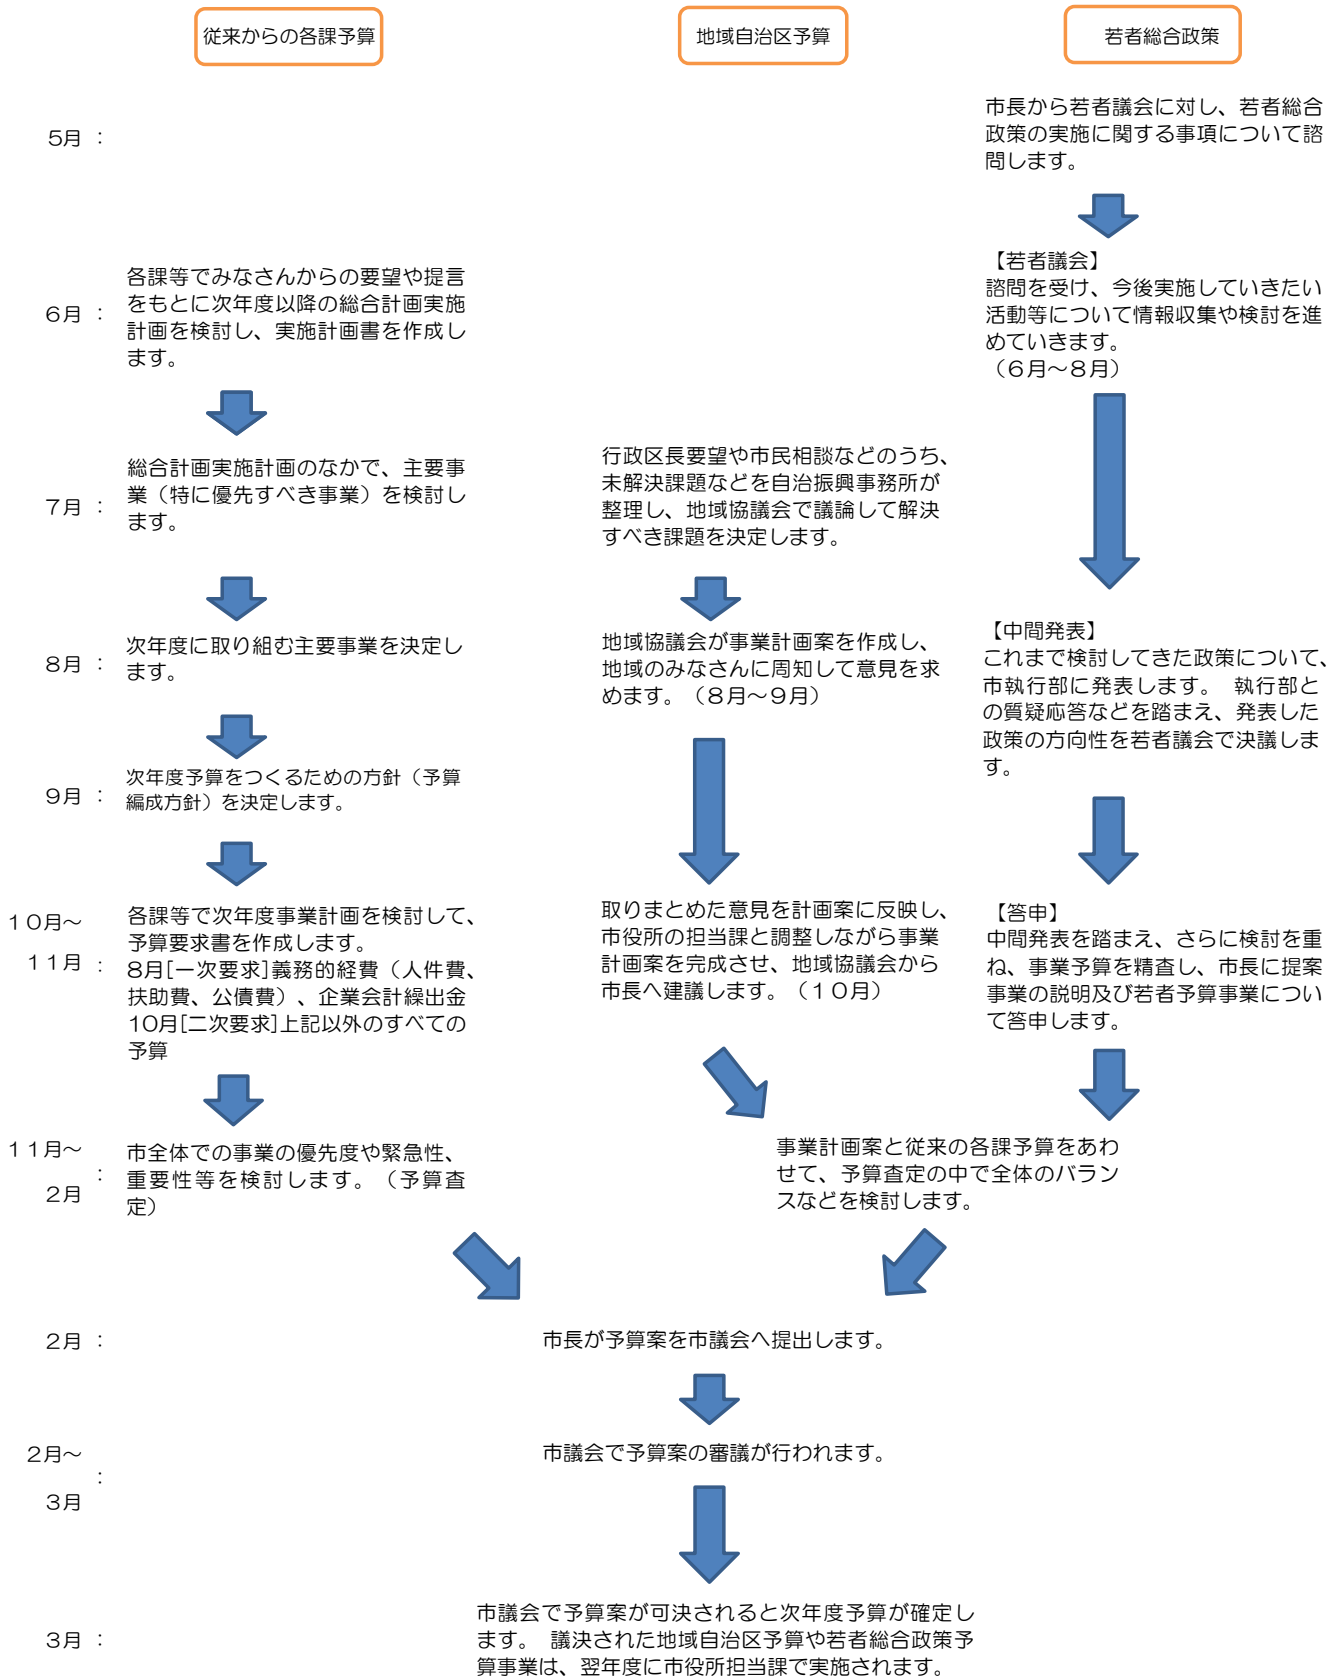 従来からの各課予算
地域自治区予算
若者総合政策
5月 :
市長から若者議会に対し、若者総合
政策の実施に関する事項について諮
問します。
6月 :
各課等でみなさんからの要望や提言
をもとに次年度以降の総合計画実施
計画を検討し、実施計画書を作成し
ます。
【若者議会】
諮問を受け、今後実施していきたい
活動等について情報収集や検討を進
めていきます。
（6月～8月）
7月 :
総合計画実施計画のなかで、主要事
業（特に優先すべき事業）を検討し
ます。
行政区長要望や市民相談などのうち、
未解決課題などを自治振興事務所が
整理し、地域協議会で議論して解決
すべき課題を決定します。
8月 :
次年度に取り組む主要事業を決定し
ます。
地域協議会が事業計画案を作成し、
地域のみなさんに周知して意見を求
めます。（8月～9月）
【中間発表】
これまで検討してきた政策について、
市執行部に発表します。 執行部と
の質疑応答などを踏まえ、発表した
政策の方向性を若者議会で決議しま
す。
9月 :
次年度予算をつくるための方針（予算
編成方針）を決定します。
10月～
11月 :
各課等で次年度事業計画を検討して、
予算要求書を作成します。
8月[一次要求]義務的経費（人件費、
扶助費、公債費）、企業会計繰出金
10月[二次要求]上記以外のすべての
予算
取りまとめた意見を計画案に反映し、
市役所の担当課と調整しながら事業
計画案を完成させ、地域協議会から
市長へ建議します。（10月）
【答申】
中間発表を踏まえ、さらに検討を重
ね、事業予算を精査し、市長に提案
事業の説明及び若者予算事業につい
て答申します。
11月～
:
2月
市全体での事業の優先度や緊急性、
重要性等を検討します。（予算査
定）
事業計画案と従来の各課予算をあわ
せて、予算査定の中で全体のバラン
スなどを検討します。
2月 :
市長が予算案を市議会へ提出します。
2月～
:
3月
市議会で予算案の審議が行われます。
3月 :
市議会で予算案が可決されると次年度予算が確定し
ます。 議決された地域自治区予算や若者総合政策予
算事業は、翌年度に市役所担当課で実施されます。